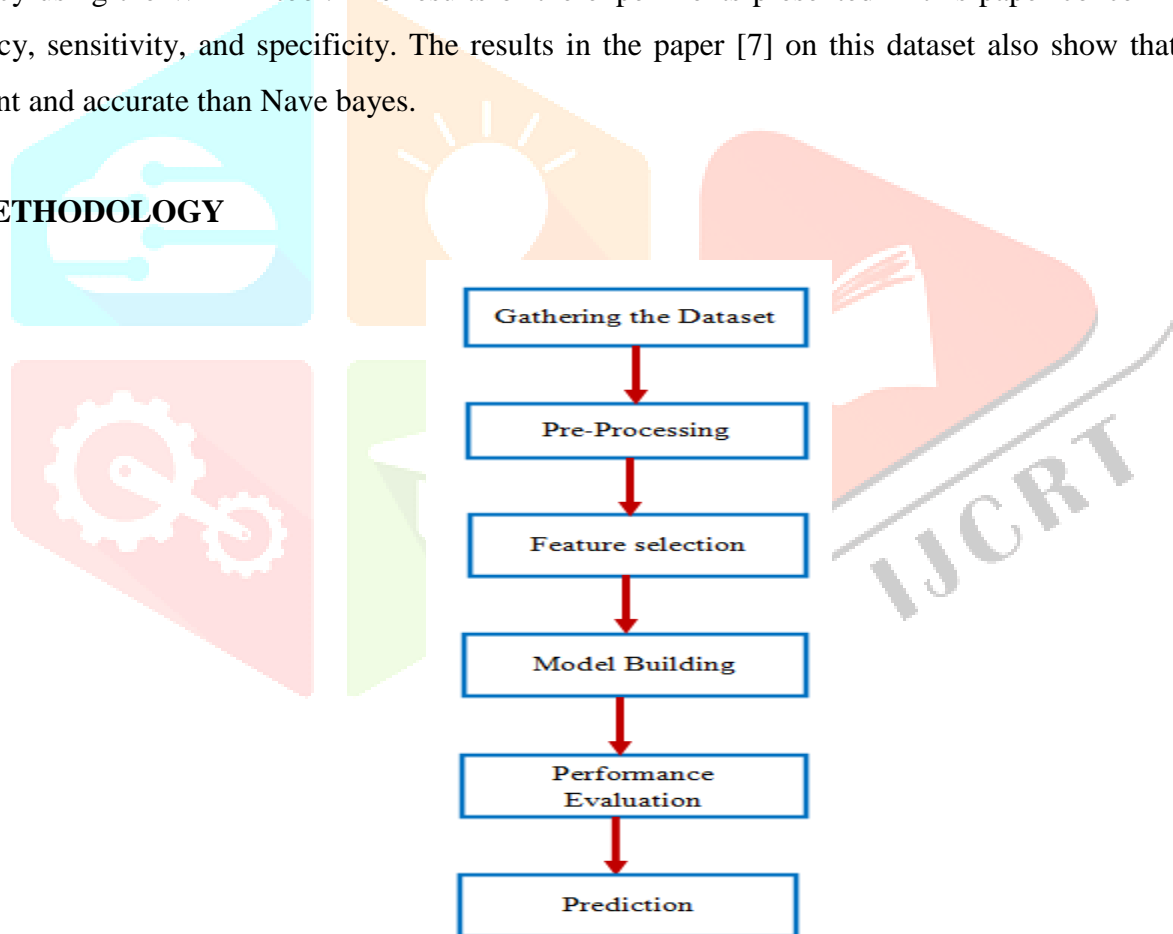 cy, sensitivity, and specificity. The results in the paper [7] on this dataset also show that
nt and accurate than Nave bayes.
ETHODOLOGY
Gathering the Dataset
Pre-Processing
Feature selection
Model Building
Performance
Evaluation
Prediction
IJCRT